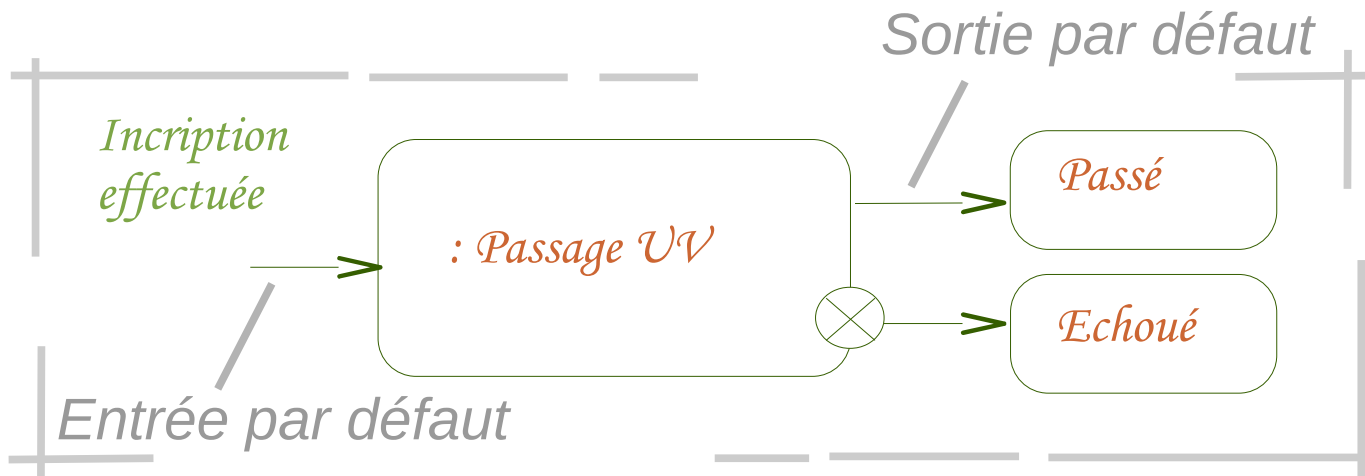 Sortie par défaut
Incription
effectuée
: Passage UV
Passé
Echoué
Entrée par défaut